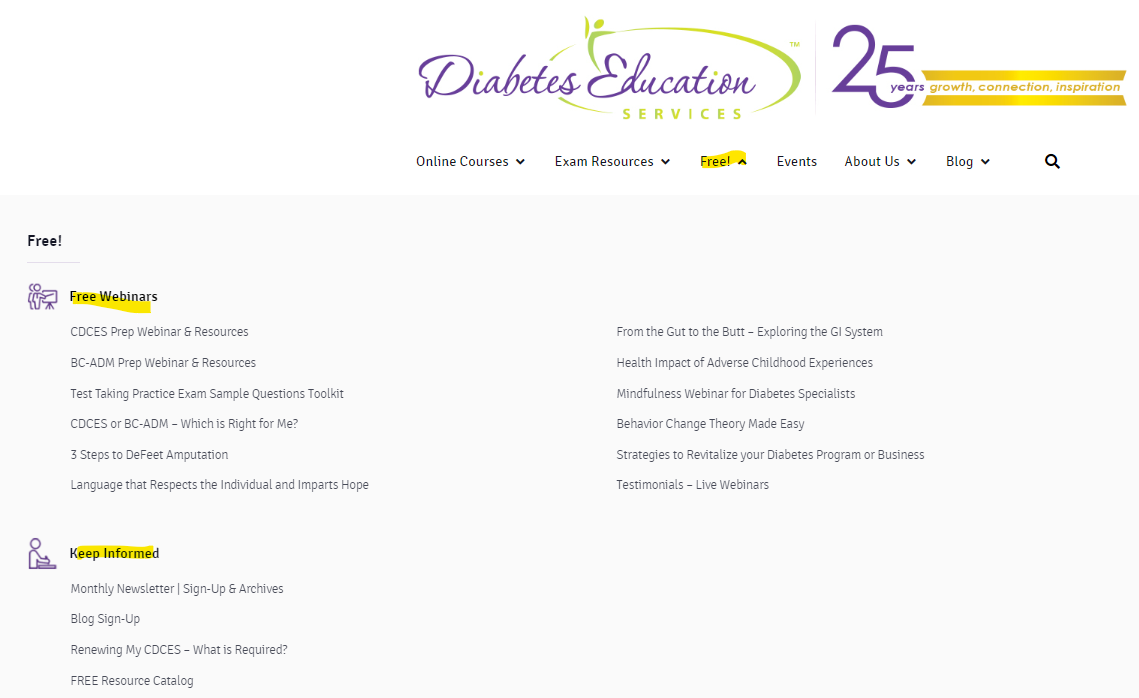 Diabetes Education
SERVICES
™
25 years growth, connection, inspiration
Online Courses Exam Resources Free! Events About Us Blog
Free!
Free Webinars
CDCES Prep Webinar & Resources
BC-ADM Prep Webinar & Resources
Test Taking Practice Exam Sample Questions Toolkit
CDCES or BC-ADM – Which is Right for Me?
3 Steps to DeFeet Amputation
Language that Respects the Individual and Imparts Hope
From the Gut to the Butt – Exploring the GI System
Health Impact of Adverse Childhood Experiences
Mindfulness Webinar for Diabetes Specialists
Behavior Change Theory Made Easy
Strategies to Revitalize your Diabetes Program or Business
Testimonials – Live Webinars
Keep Informed
Monthly Newsletter | Sign-Up & Archives
Blog Sign-Up
Renewing My CDCES – What is Required?
FREE Resource Catalog